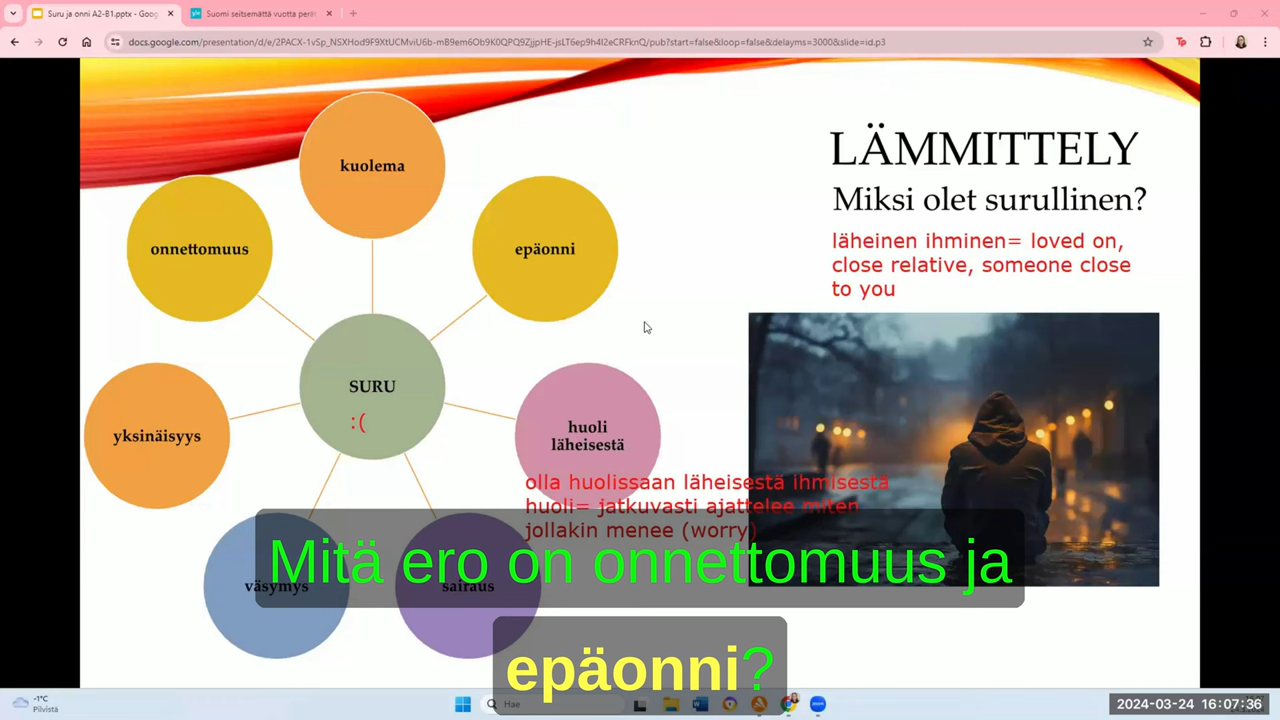 Suru ja onni A2-B1.pptx - Goog
Suomi seitsemättä vuotta perä
docs.google.com/presentation/d/e/2PACX-1vSp_NSXHod9F9XtUCMviU6b-mB9em6Ob9K0QPQ9ZjjpHE-jsLT6ep9h4I2eCRFknQ/pub?start=false&loop=false&delayms=3000&slide=id.p3
LÄMMITTELY
Miksi olet surullinen?
läheinen ihminen= loved on,
close relative, someone close
to you
kuolema
onnettomuus
epäonni
SURU
:(
yksinäisyys
huoli
läheisestä
olla huolissaan läheisestä ihmisestä
huoli= jatkuvasti ajattelee miten
jollakin menee (worry)
väsymys
sairaus
Mitä ero on onnettomuus ja
epäonni?
-1°C
Pilvistä
Hae
zoom
2024-03-24 16:07:36